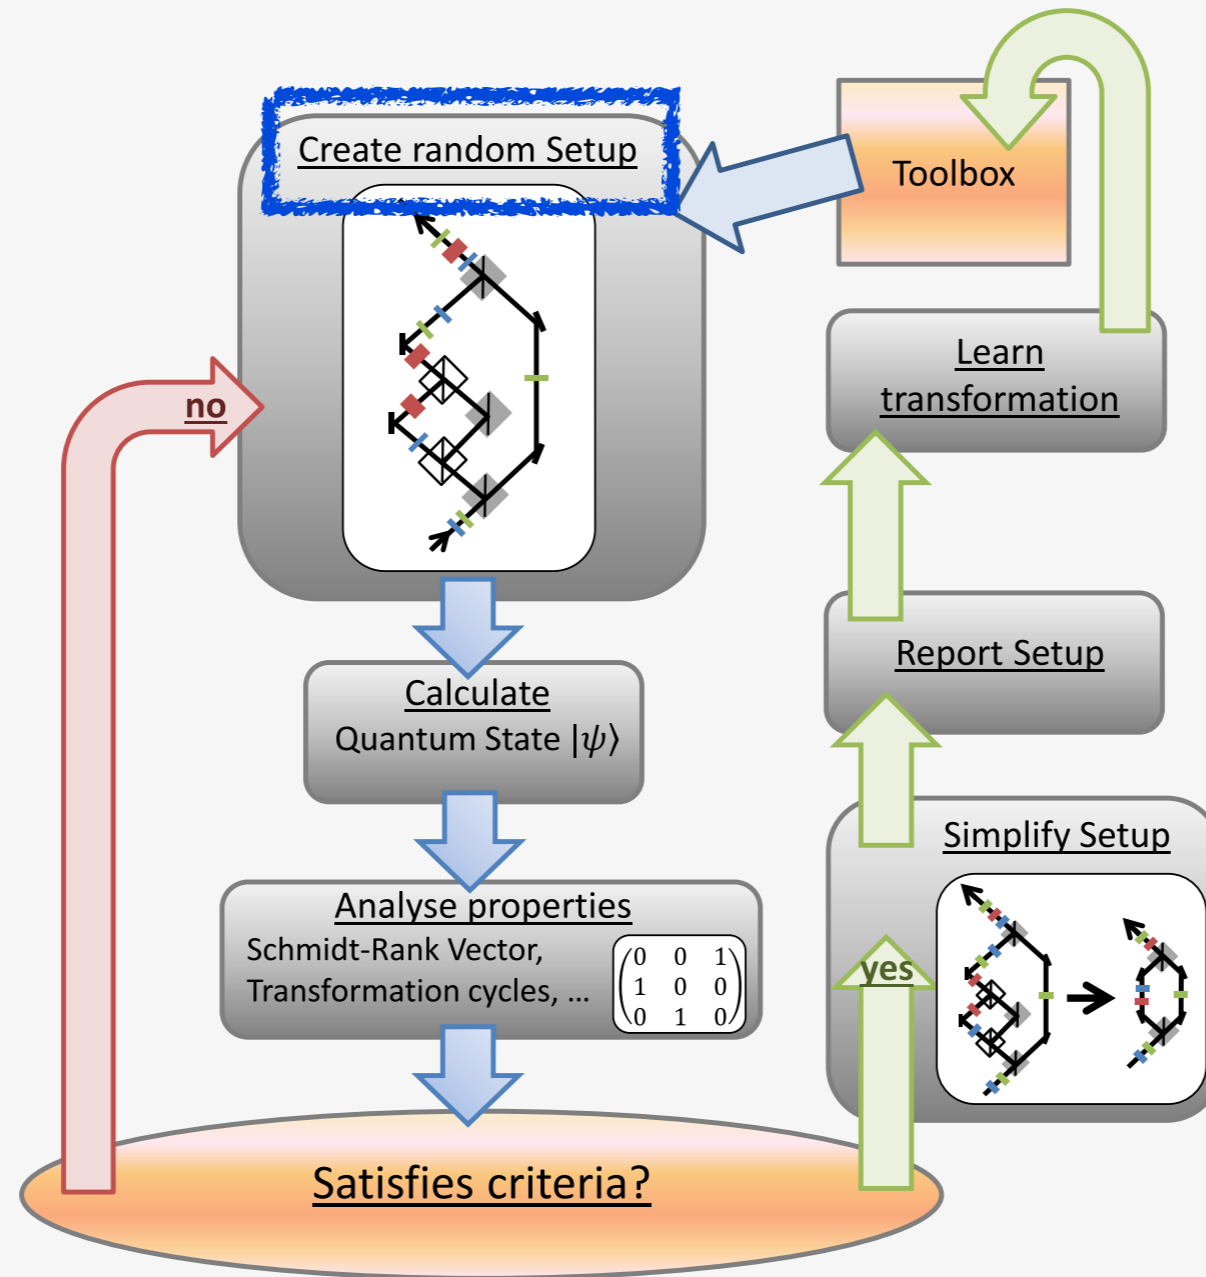 Create random Setup
Toolbox
Learn
transformation
no
Report Setup
Calculate
Quantum State |ψ⟩
Simplify Setup
Analyse properties
Schmidt-Rank Vector,
Transformation cycles, ...
0 0 1
1 0 0
0 1 0
yes
Satisfies criteria?